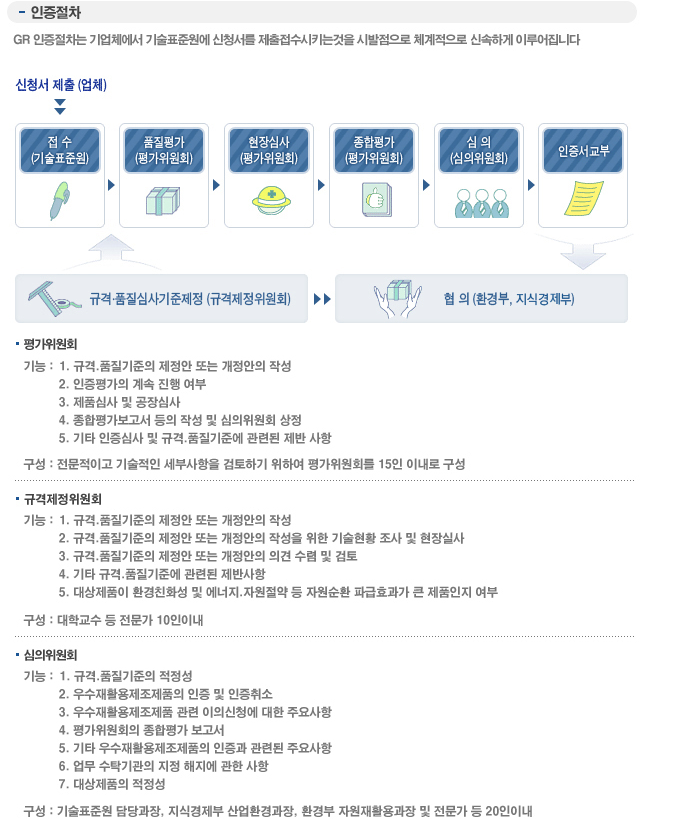 인증절차
GR 인증절차는 기업체에서 기술표준원에 신청서를 제출접수시키는것을 시발점으로 체계적으로 신속하게 이루어집니다
신청서 제출 (업체)
접 수
(기술표준원)
품질평가
(평가위원회)
현장심사
(평가위원회)
종합평가
(평가위원회)
심 의
(심의위원회)
인증서교부
규격·품질심사기준제정 (규격제정위원회)
협 의 (환경부, 지식경제부)
평가위원회
기능 : 1. 규격.품질기준의 제정안 또는 개정안의 작성
2. 인증평가의 계속 진행 여부
3. 제품심사 및 공장심사
4. 종합평가보고서 등의 작성 및 심의위원회 상정
5. 기타 인증심사 및 규격.품질기준에 관련된 제반 사항
구성 : 전문적이고 기술적인 세부사항을 검토하기 위하여 평가위원회를 15인 이내로 구성
규격제정위원회
기능 : 1. 규격.품질기준의 제정안 또는 개정안의 작성
2. 규격.품질기준의 제정안 또는 개정안의 작성을 위한 기술현황 조사 및 현장실사
3. 규격.품질기준의 제정안 또는 개정안의 의견 수렴 및 검토
4. 기타 규격.품질기준에 관련된 제반사항
5. 대상제품이 환경친화성 및 에너지.자원절약 등 자원순환 파급효과가 큰 제품인지 여부
구성 : 대학교수 등 전문가 10인이내
심의위원회
기능 : 1. 규격.품질기준의 적정성
2. 우수재활용제조제품의 인증 및 인증취소
3. 우수재활용제조제품 관련 이의신청에 대한 주요사항
4. 평가위원회의 종합평가 보고서
5. 기타 우수재활용제조제품의 인증과 관련된 주요사항
6. 업무 수탁기관의 지정 해지에 관한 사항
7. 대상제품의 적정성
구성 : 기술표준원 담당과장, 지식경제부 산업환경과장, 환경부 자원재활용과장 및 전문가 등 20인이내